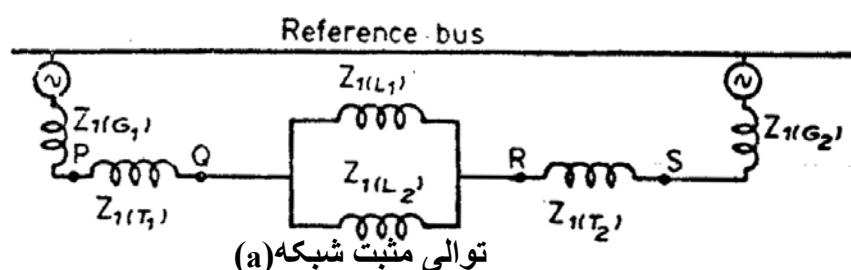 Reference bus
~
~
Z1(L1)
Z1(G1)
Z1(G2)
P
Q
Z1(L2)
R
S
Z1(T1)
Z1(T2)
(a) توالی مثبت شبکه